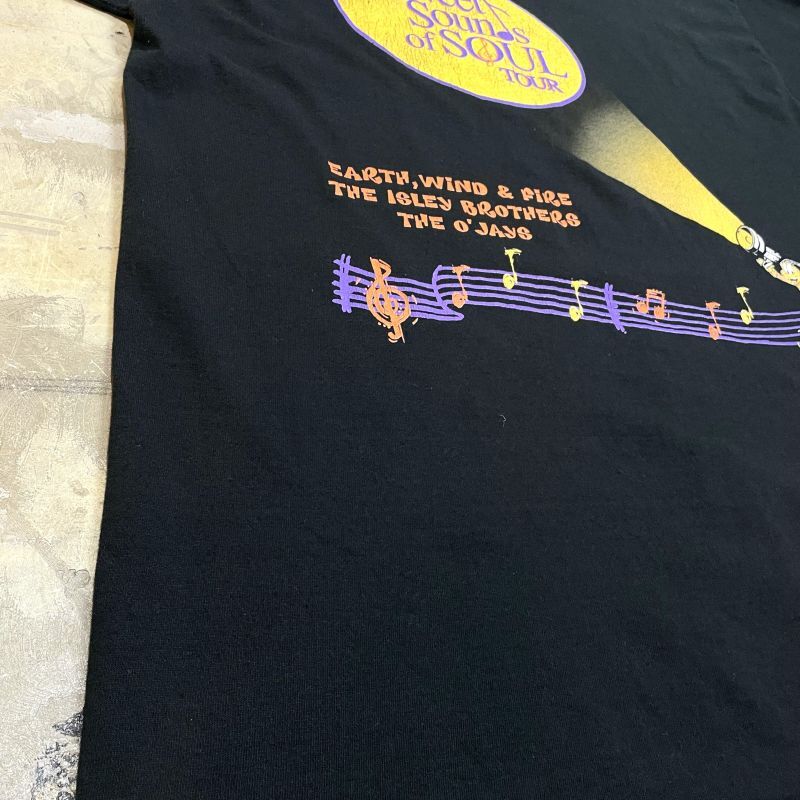 Sounds
of SOUL
TOUR
EARTH, WIND & FIRE
THE ISLEY BROTHERS
THE O'JAYS